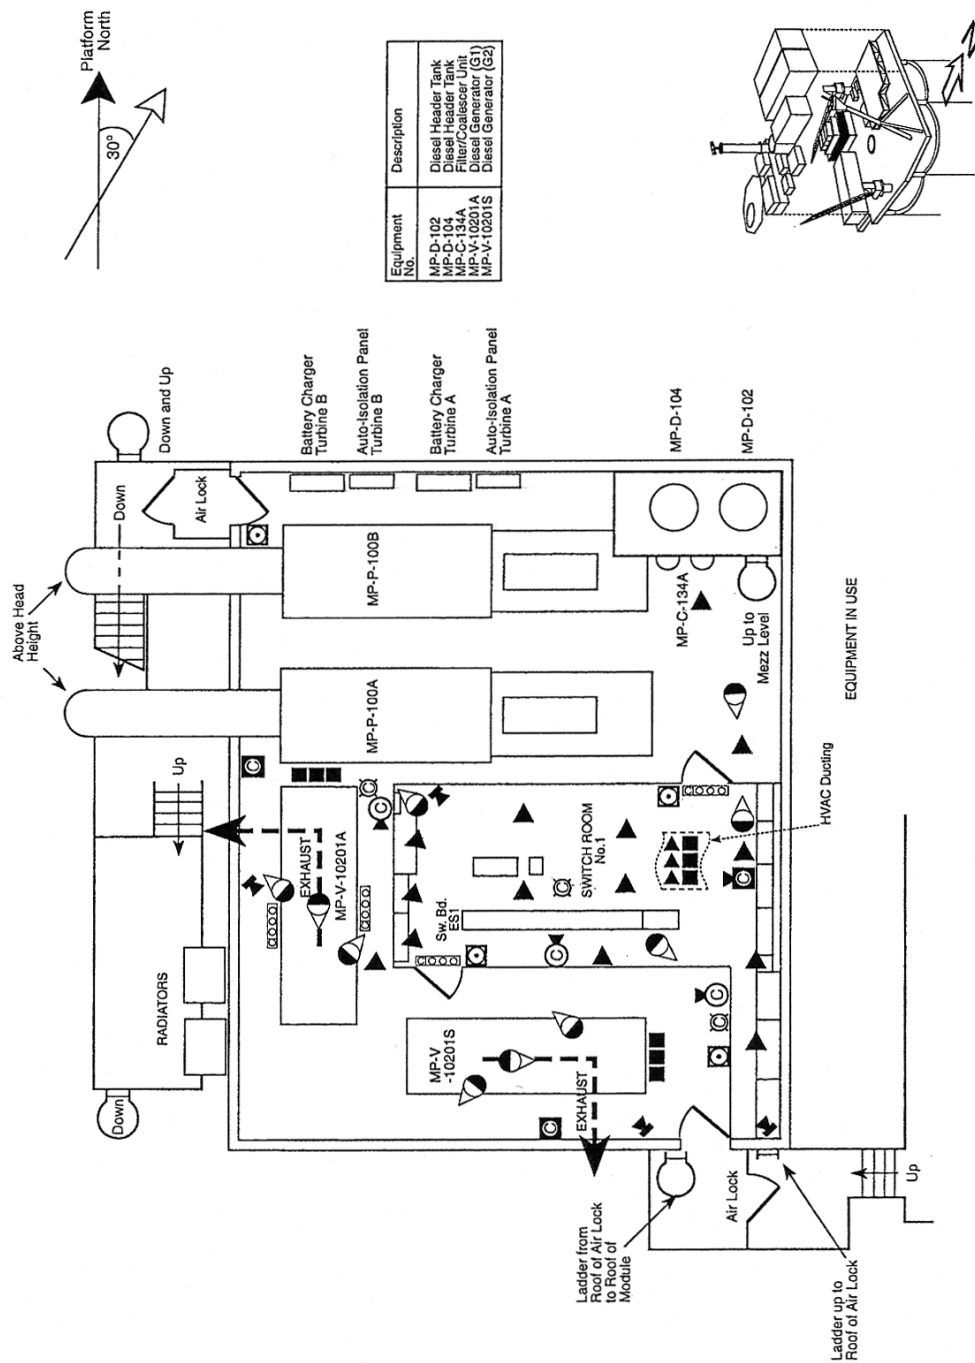 Platform
North
30°
Equipment
No.
Description
MP-D-102
Diesel Header Tank
MP-D-104
Diesel Header Tank
MP-C-134A
Filter/Coalescer Unit
MP-V-10201A
Diesel Generator (G1)
MP-V-10201S
Diesel Generator (G2)
N
Above Head
Height
Down
Down and Up
Air Lock
Up
RADIATORS
Down
Battery Charger
Turbine B
Auto-Isolation Panel
Turbine B
Battery Charger
Turbine A
Auto-Isolation Panel
Turbine A
MP-D-104
MP-D-102
MP-P-100B
MP-P-100A
MP-C-134A
Up to
Mezz Level
EXHAUST
MP-V-10201A
C
C
C
Sw. Bd.
ES1
SWITCH ROOM
No.1
C
C
C
C
C
MP-V
-10201S
EXHAUST
C
HVAC Ducting
EQUIPMENT IN USE
Air Lock
Up
Ladder from
Roof of Air Lock
to Roof of
Module
Ladder up to
Roof of Air Lock